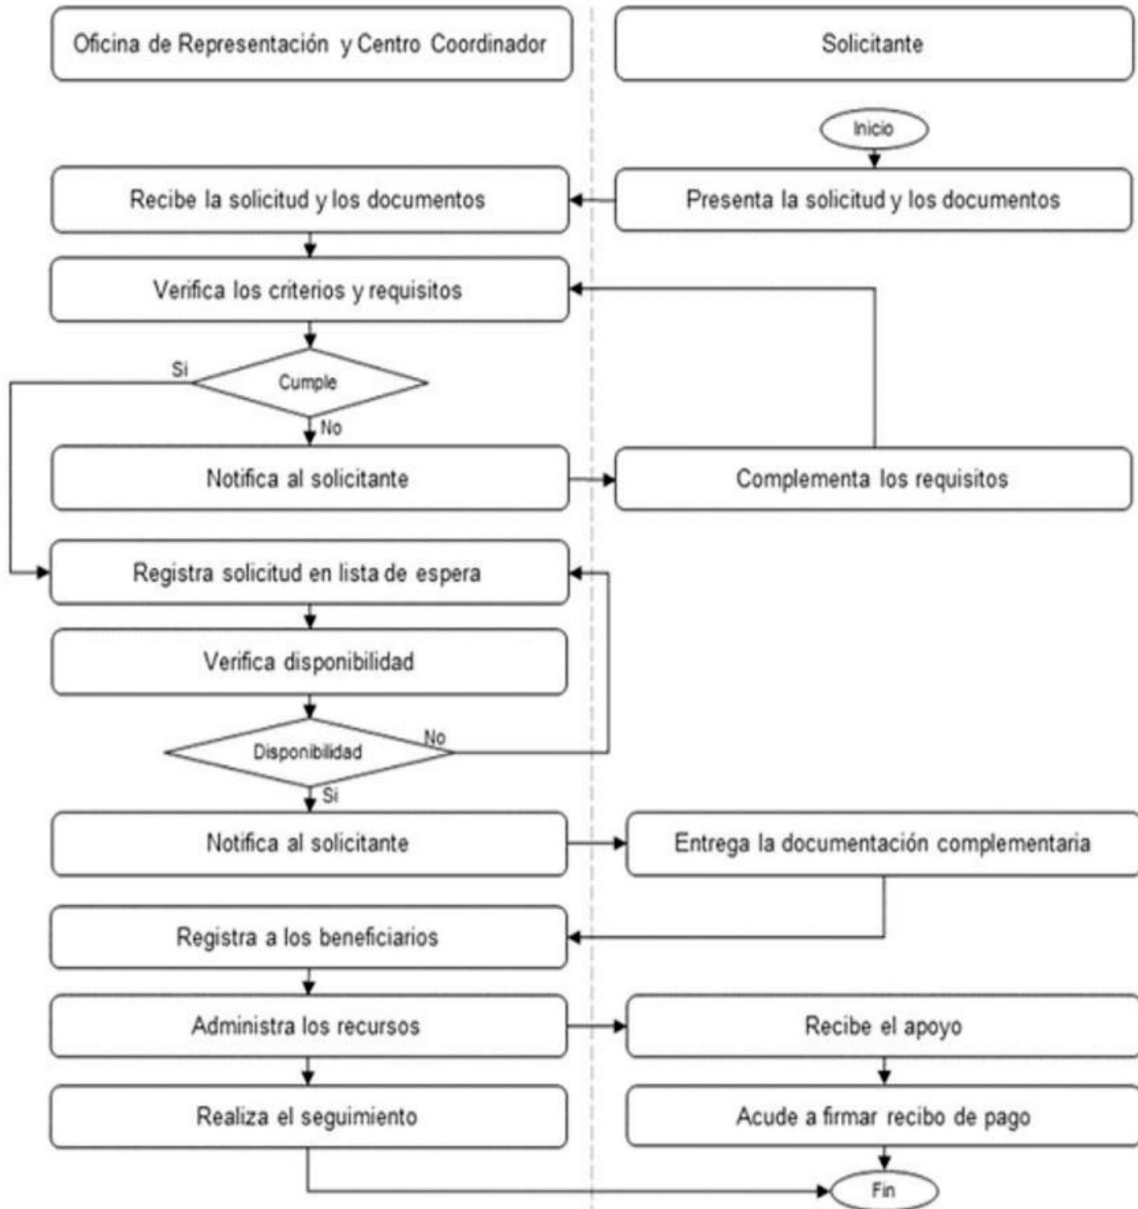 Oficina de Representación y Centro Coordinador
Solicitante
Inicio
Recibe la solicitud y los documentos
Presenta la solicitud y los documentos
Verifica los criterios y requisitos
Si
Cumple
No
Notifica al solicitante
Complementa los requisitos
Registra solicitud en lista de espera
Verifica disponibilidad
Disponibilidad
No
Si
Notifica al solicitante
Entrega la documentación complementaria
Registra a los beneficiarios
Administra los recursos
Recibe el apoyo
Realiza el seguimiento
Acude a firmar recibo de pago
Fin